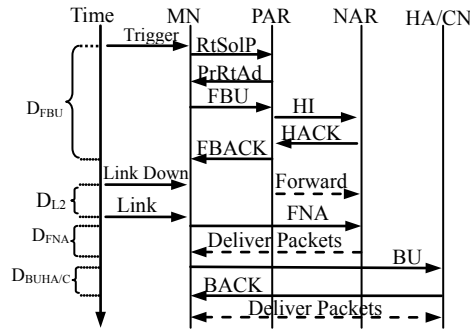 Time MN PAR NAR HA/CN
Trigger
RtSolP
PrRtAd
FBU
HI
DFBU
HACK
FBACK
Link Down
Forward
DL2
Link
FNA
DFNA
Deliver Packets
BU
DBUHA/C
BACK
Deliver Packets